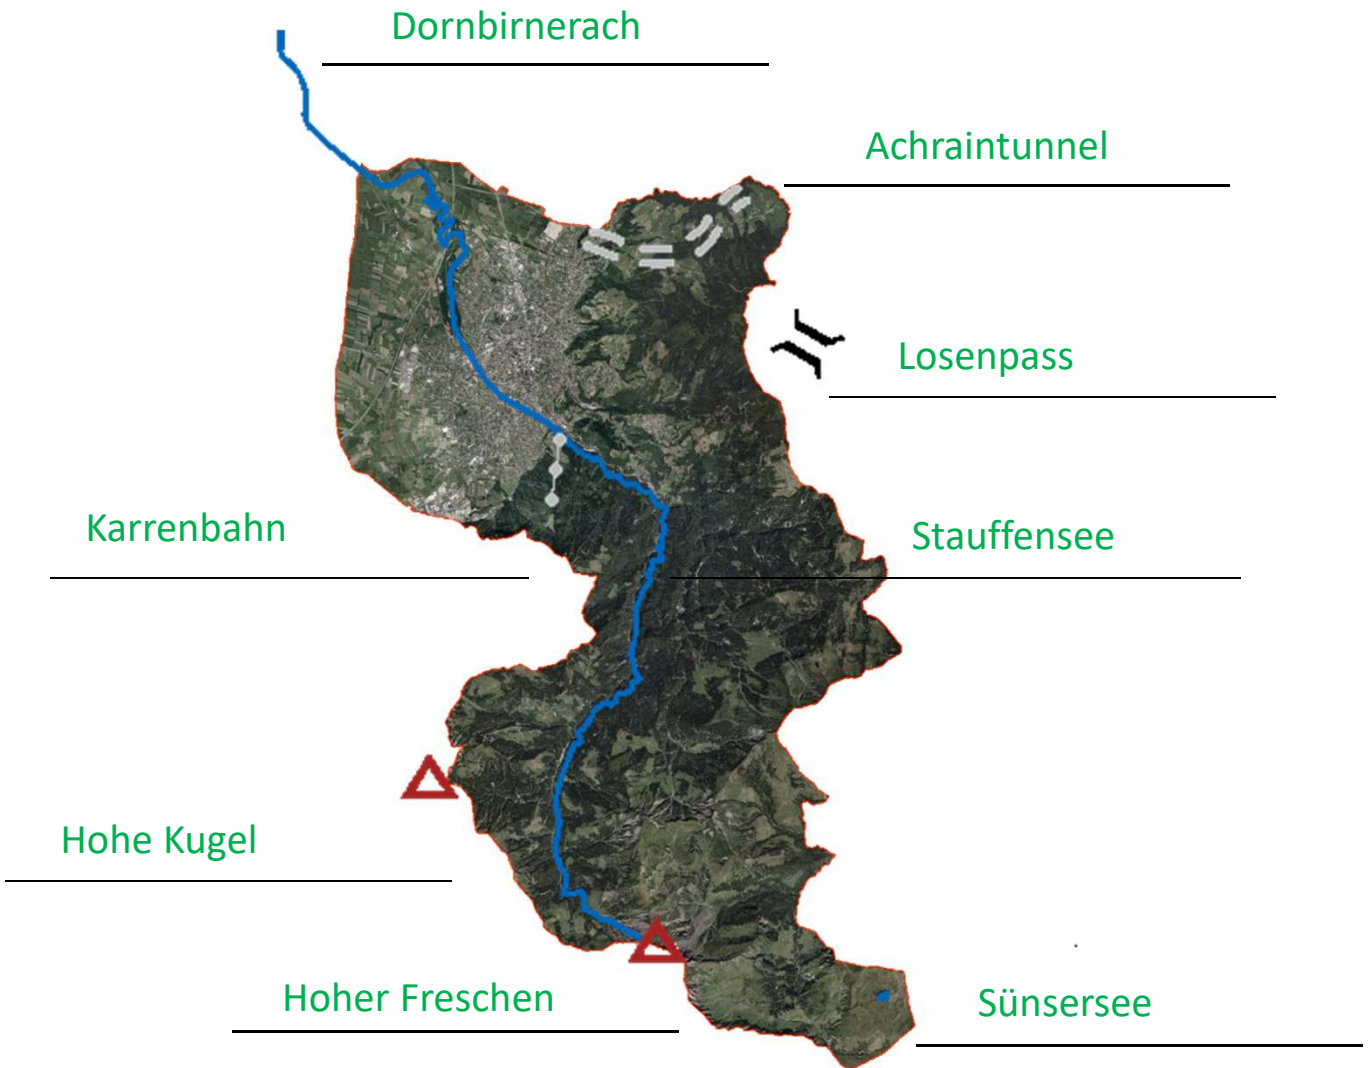 Dornbirnerach
Achraintunnel
Losenpass
Karrenbahn
Stauffensee
Hohe Kugel
Hoher Freschen
Sünsersee